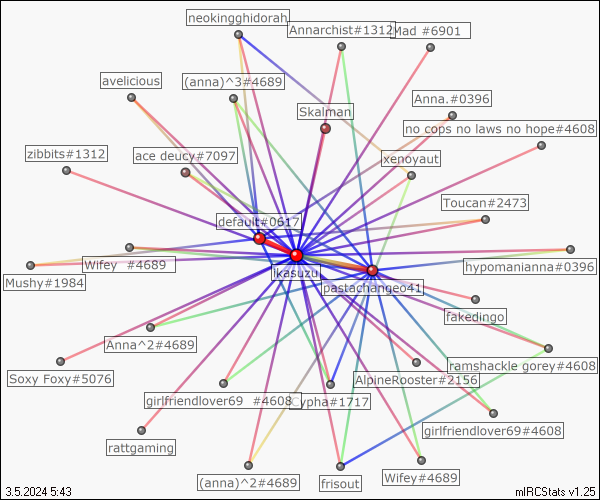 neokingghidorah
Annarchist#1312
Mad #6901
avelicious
(anna)^3#4689
Anna.#0396
Skalman
no cops no laws no hope#4608
zibbits#1312
ace deucy#7097
xenoyaut
Toucan#2473
default#0617
Wifey #4689
ikasuzu
hypomanianna#0396
Mushy#1984
pastachangeo41
fakedingo
Anna^2#4689
ramshackle gorey#4608
Soxy Foxy#5076
AlpineRooster#2156
girlfriendlover69 #4608
Cypha#1717
girlfriendlover69#4608
rattgaming
(anna)^2#4689
frisout
Wifey#4689
3.5.2024 5:43
mIRCStats v1.25